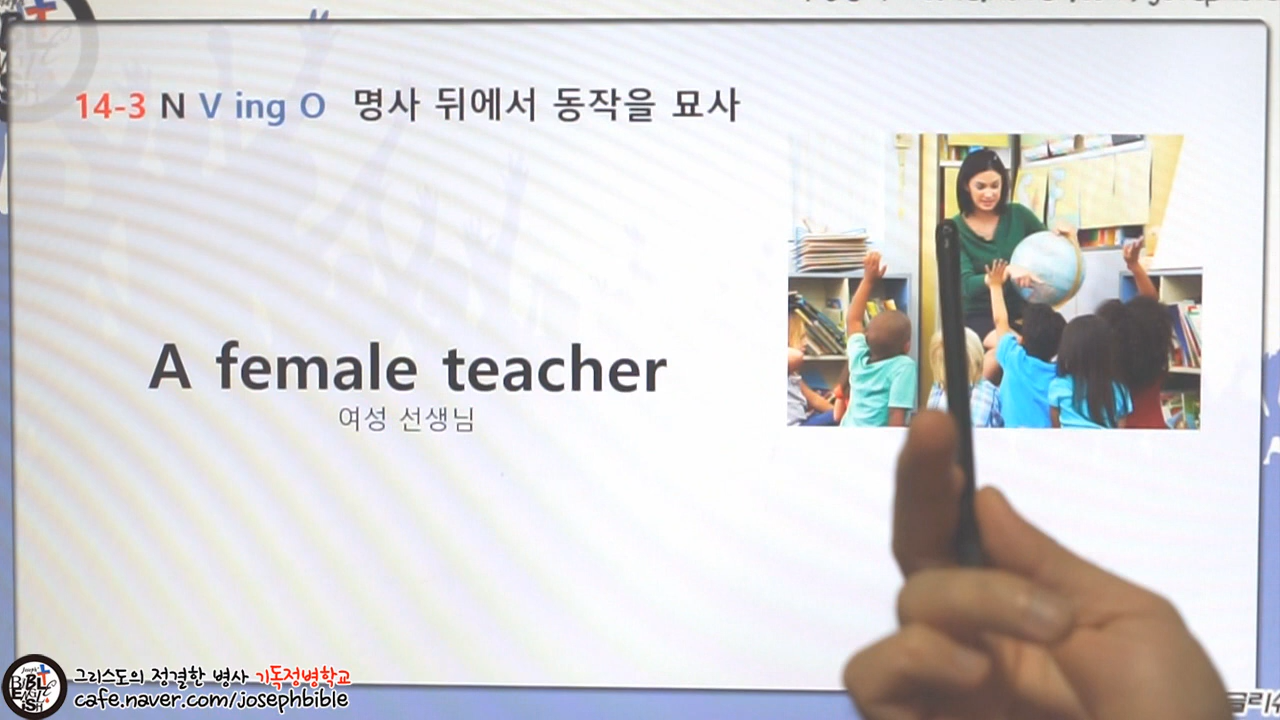 14-3 N V ing O 명사 뒤에서 동작을 묘사
A female teacher
여성 선생님
그리스도의 정결한 병사 기독정병학교
cafe.naver.com/josephbible